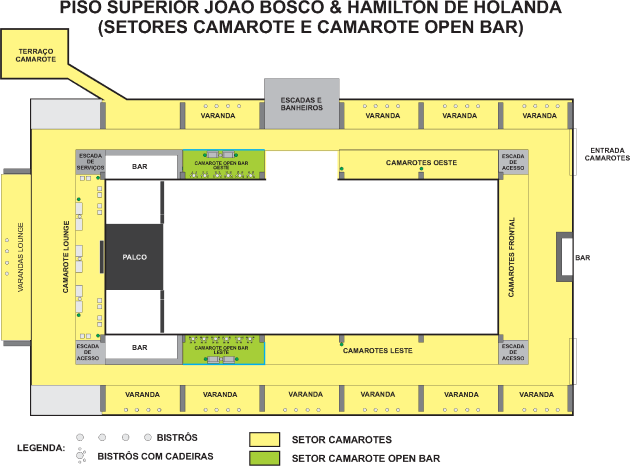 PISO SUPERIOR JOÃO BOSCO & HAMILTON DE HOLANDA
(SETORES CAMAROTE E CAMAROTE OPEN BAR)
TERRAÇO
CAMAROTE
VARANDA
VARANDA
ESCADAS E
BANHEIROS
VARANDA
VARANDA
VARANDA
ENTRADA
CAMAROTES
ESCADA
DE
SERVIÇOS
BAR
CAMAROTE OPEN BAR
OESTE
CAMAROTES OESTE
ESCADA
DE
ACESSO
VARANDAS LOUNGE
CAMAROTE LOUNGE
PALCO
CAMAROTES FRONTAL
BAR
ESCADA
DE
ACESSO
BAR
CAMAROTE OPEN BAR
LESTE
CAMAROTES LESTE
ESCADA
DE
ACESSO
VARANDA
VARANDA
VARANDA
VARANDA
VARANDA
VARANDA
LEGENDA:
BISTRÔS
BISTRÔS COM CADEIRAS
SETOR CAMAROTES
SETOR CAMAROTE OPEN BAR